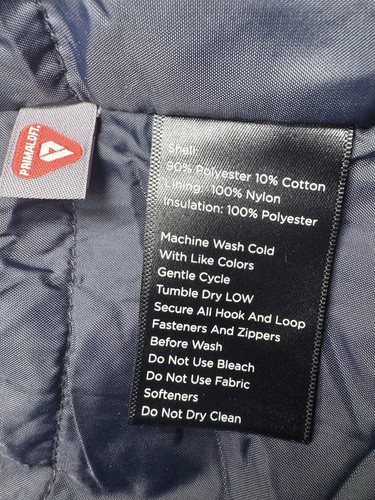 PRIMALOFT.
Shell:
90% Polyester 10% Cotton
Lining: 100% Nylon
Insulation: 100% Polyester
Machine Wash Cold
With Like Colors
Gentle Cycle
Tumble Dry LOW
Secure All Hook And Loop
Fasteners And Zippers
Before Wash
Do Not Use Bleach
Do Not Use Fabric
Softeners
Do Not Dry Clean